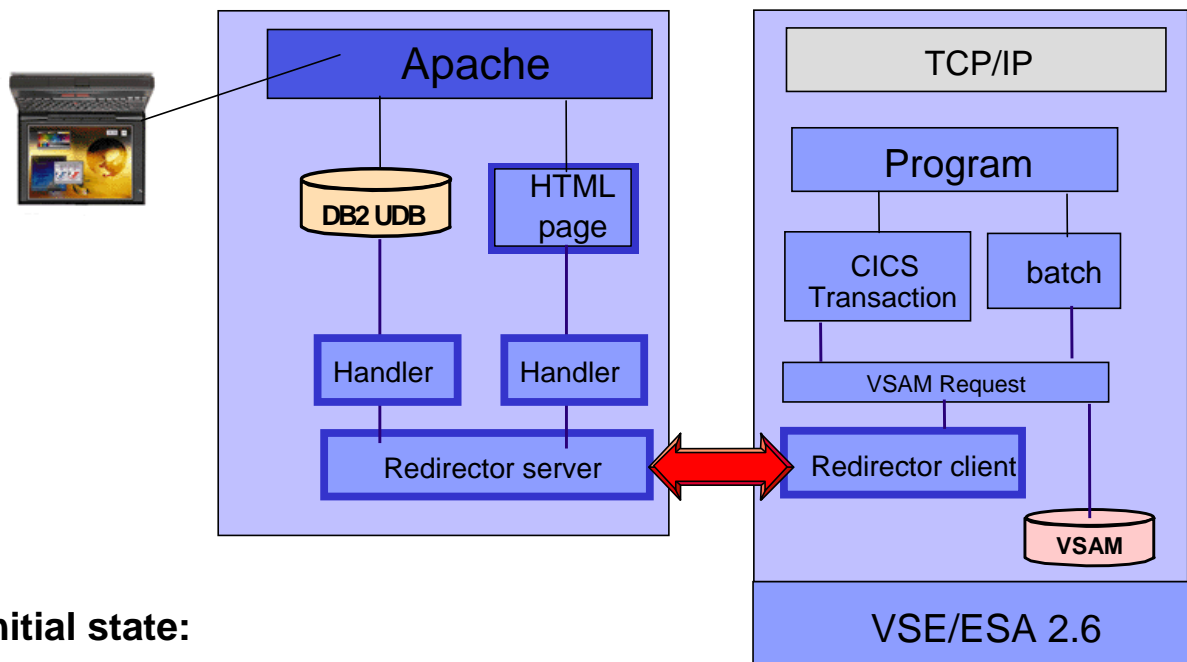 Apache
DB2 UDB
HTML
page
Handler
Handler
Redirector server
TCP/IP
Program
CICS
Transaction
batch
VSAM Request
Redirector client
VSAM
VSE/ESA 2.6
nitial state: